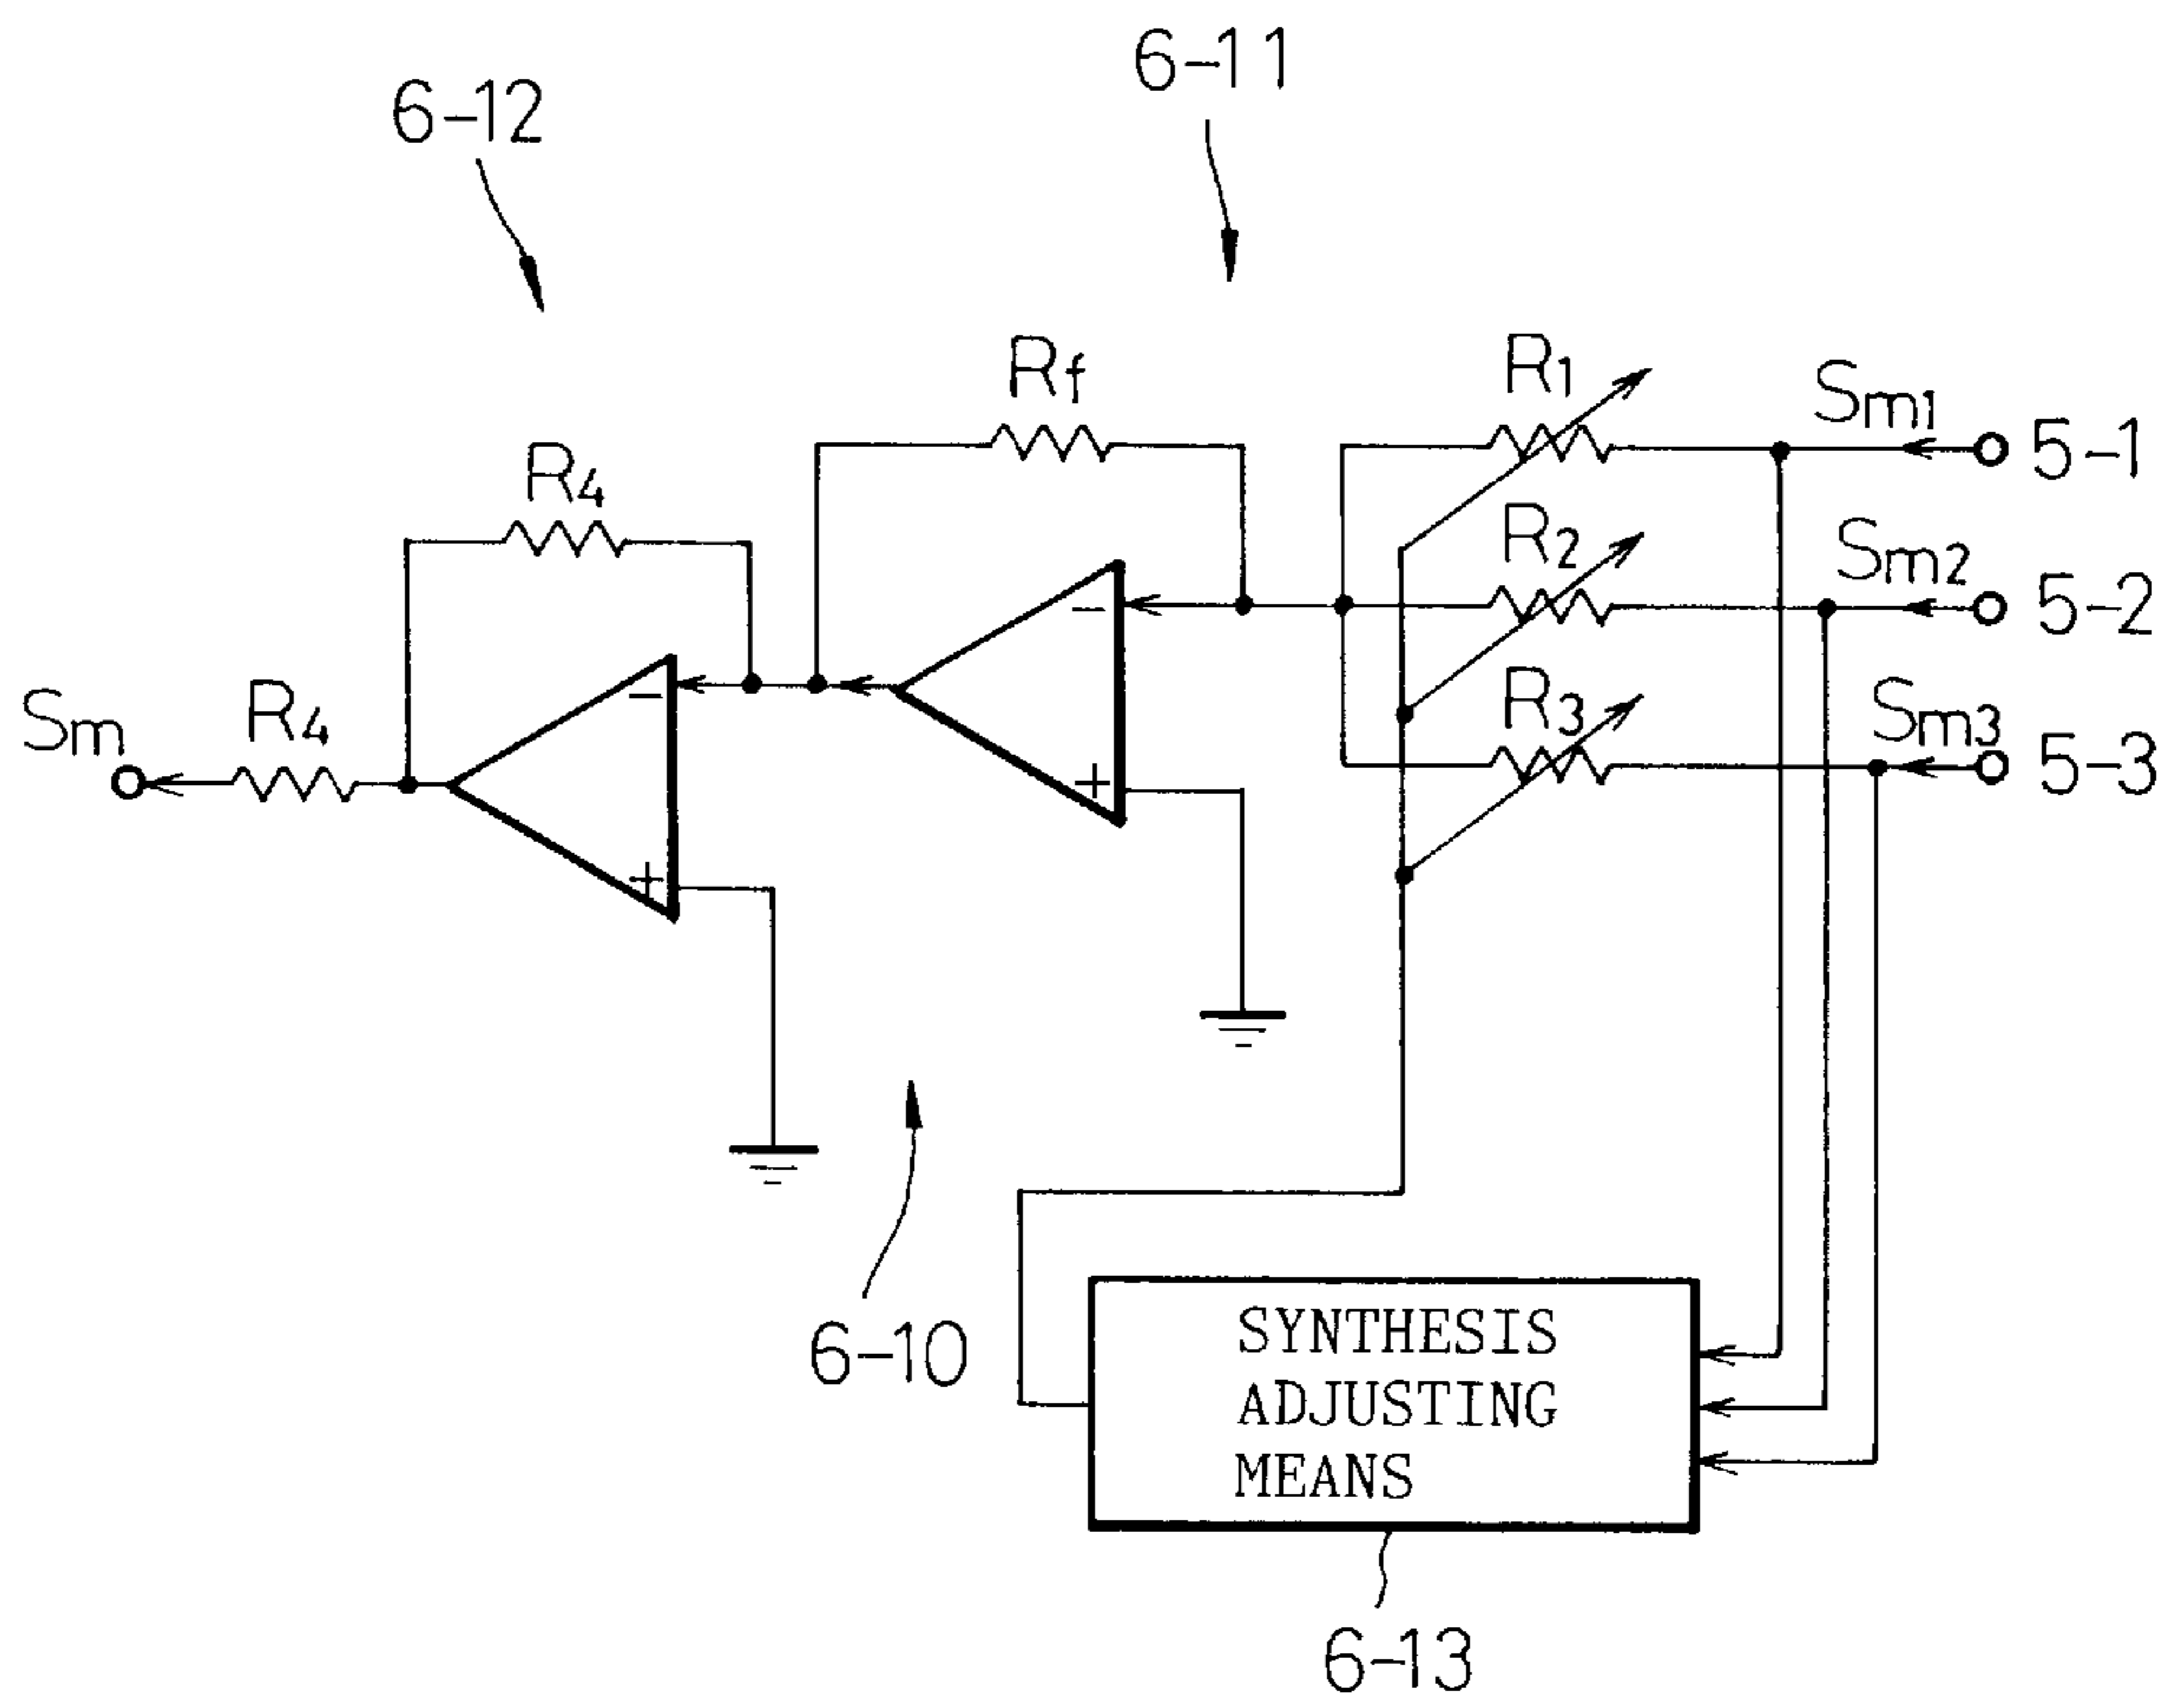 6-11
6-12
Rf
R1
Sm1
5-1
R4
R2
Sm2
5-2
−
R3
Sm3
5-3
−
Sm
R4
+
+
6-10
SYNTHESIS
ADJUSTING
MEANS
6-13